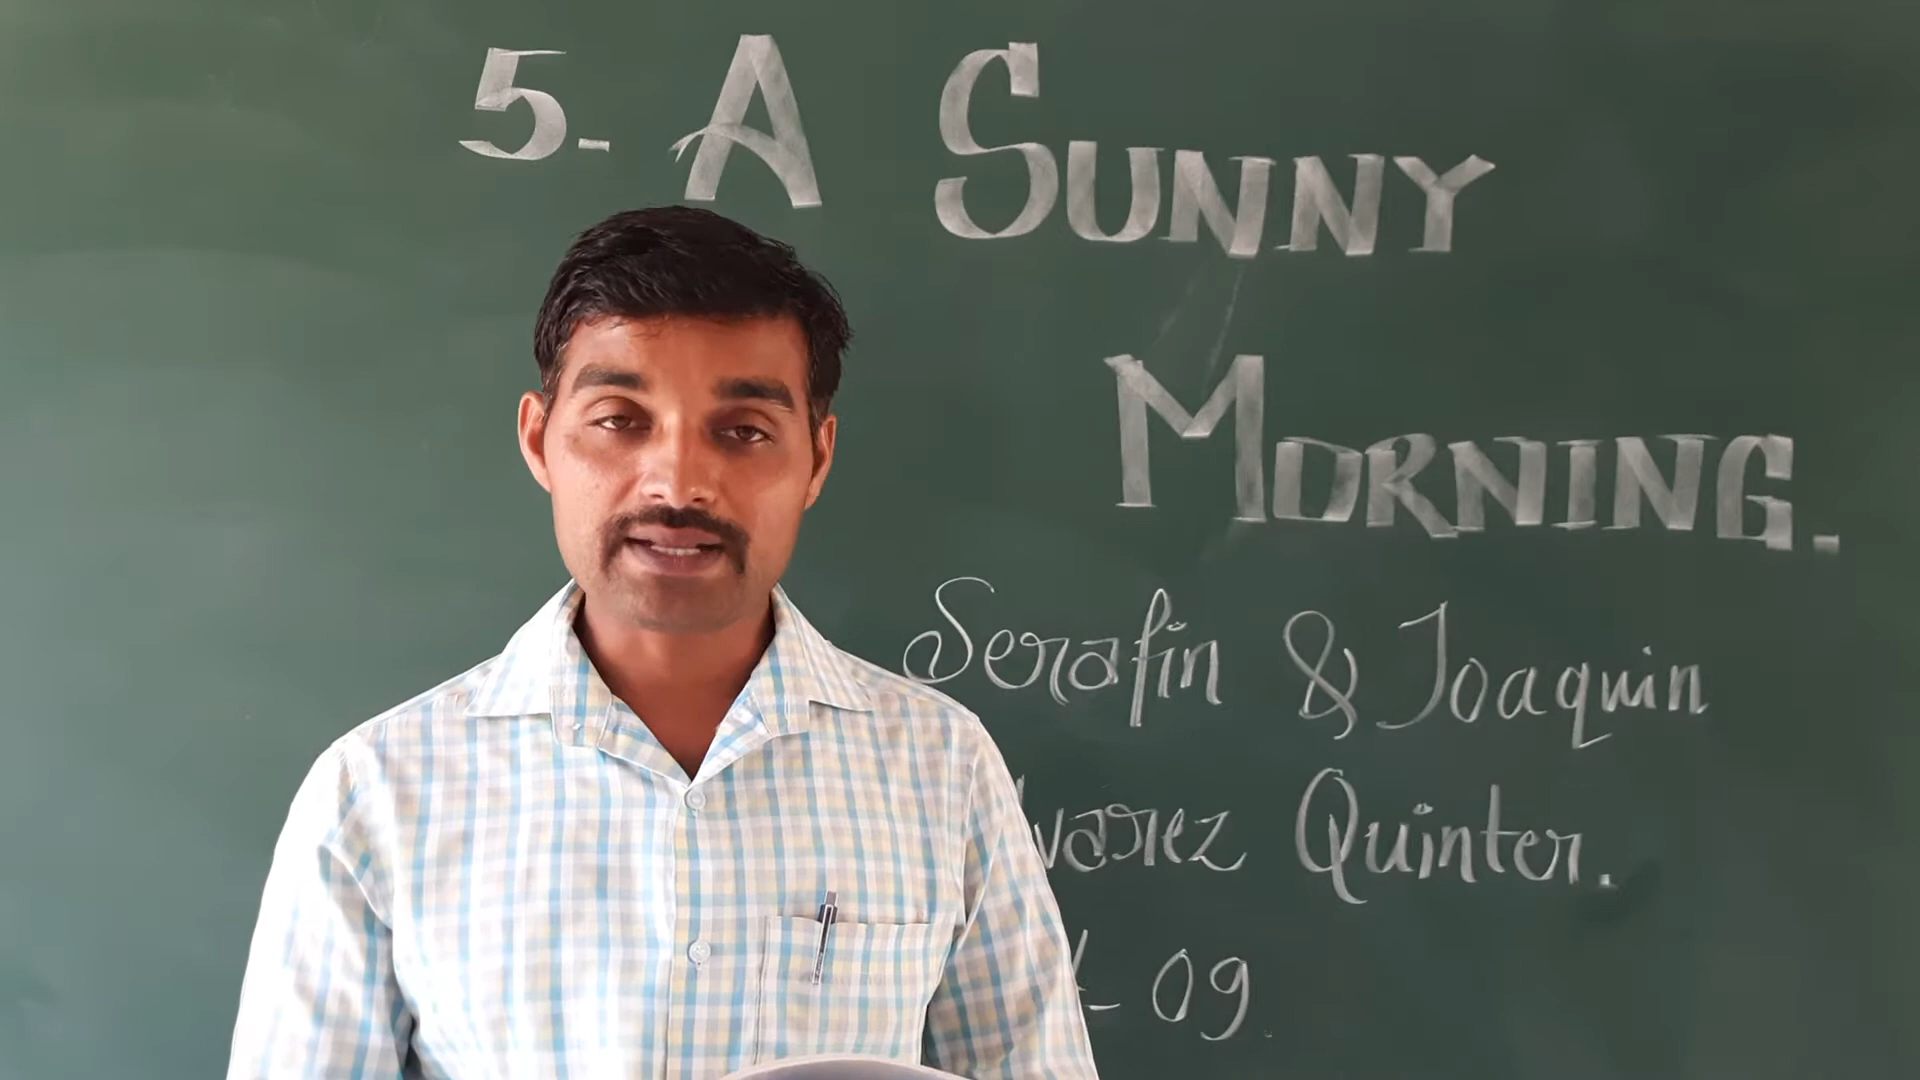 5- A SUNNY
MORNING.
Serafin & Joaquin
lvarez Quinter.
- 09.